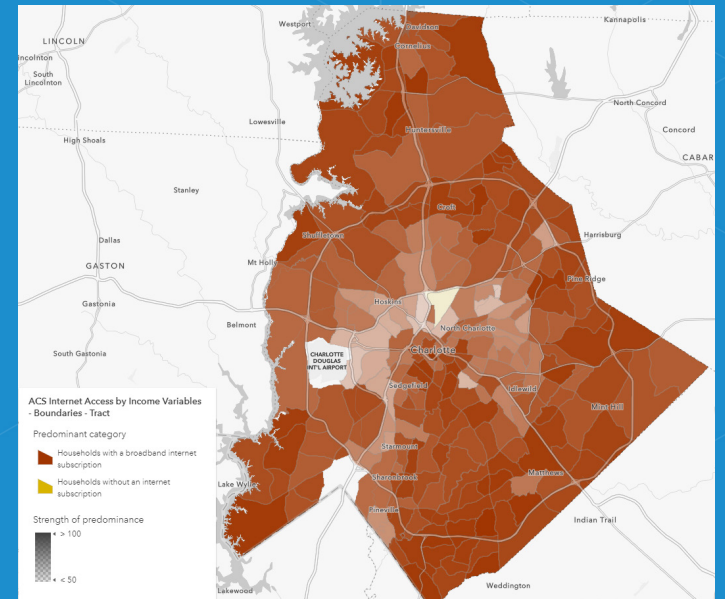 Westport
Davidson
Kannapolis
Cornelius
LINCOLN
incolnton
South
Lincolnton
North Concord
Lowesville
Huntersville
Concord
High Shoals
CABAR
Stanley
Croft
Shuffletown
Harrisburg
Dallas
Mt Holly
GASTON
Pine Ridge
Gastonia
Hoskins
Belmont
North Charlotte
Charlotte
South Gastonia
CHARLOTTE
DOUGLAS
INT'L AIRPORT
Sedgefield
Idlewild
Mint Hill
ACS Internet Access by Income Variables
- Boundaries - Tract
Predominant category
Households with a broadband internet
subscription
Households without an internet
subscription
Strength of predominance
> 100
< 50
Starmount
Sharonbrook
Matthews
Lake Wylie
Pineville
Indian Trail
Weddington
Lakewood